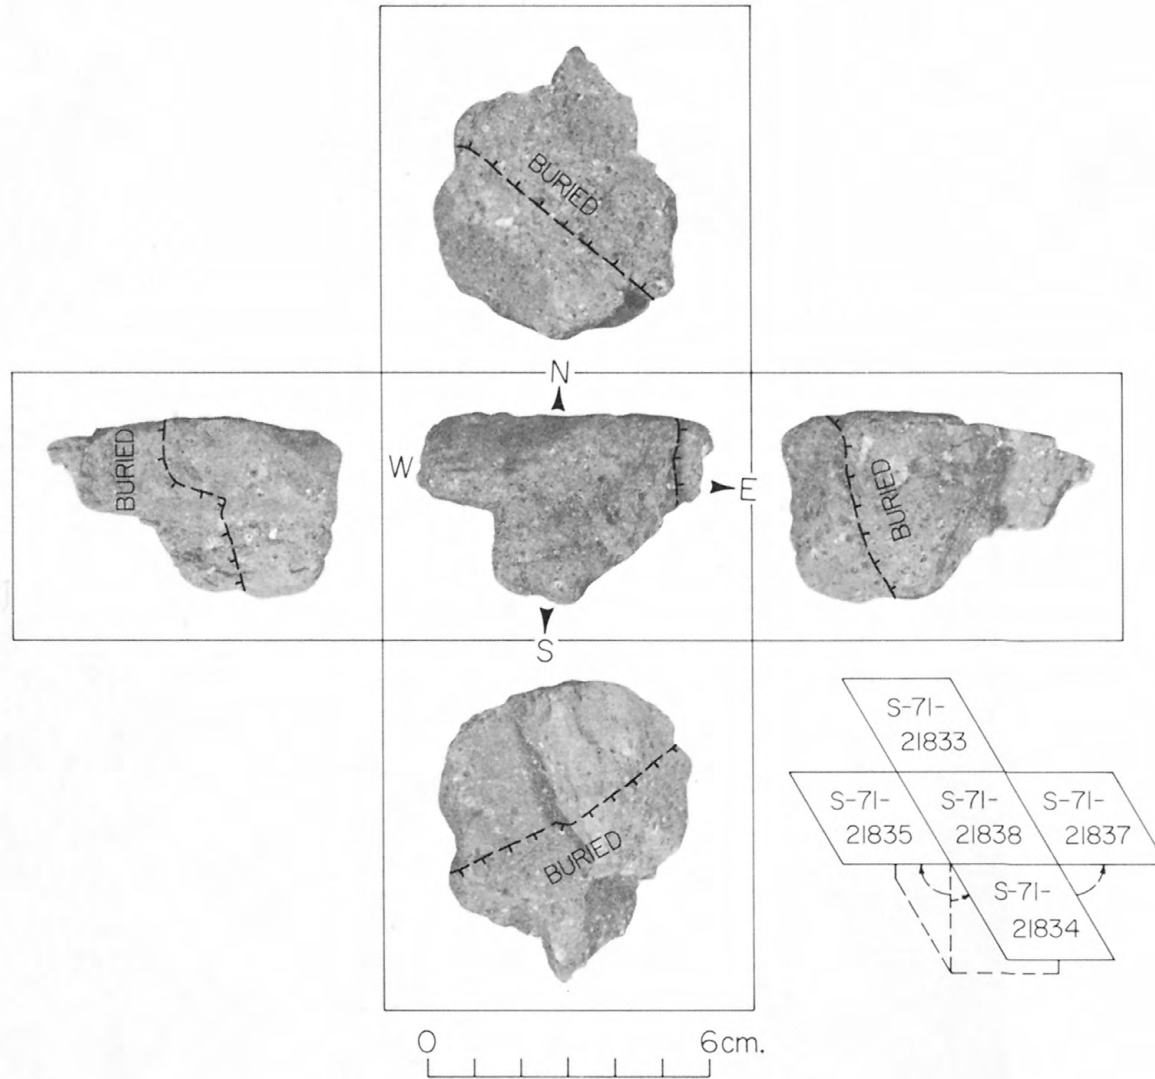 BURIED
N
BURIED
W
E
BURIED
S
BURIED
S-71-
21833
S-71-
21835
S-71-
21838
S-71-
21837
S-71-
21834
0
6cm.